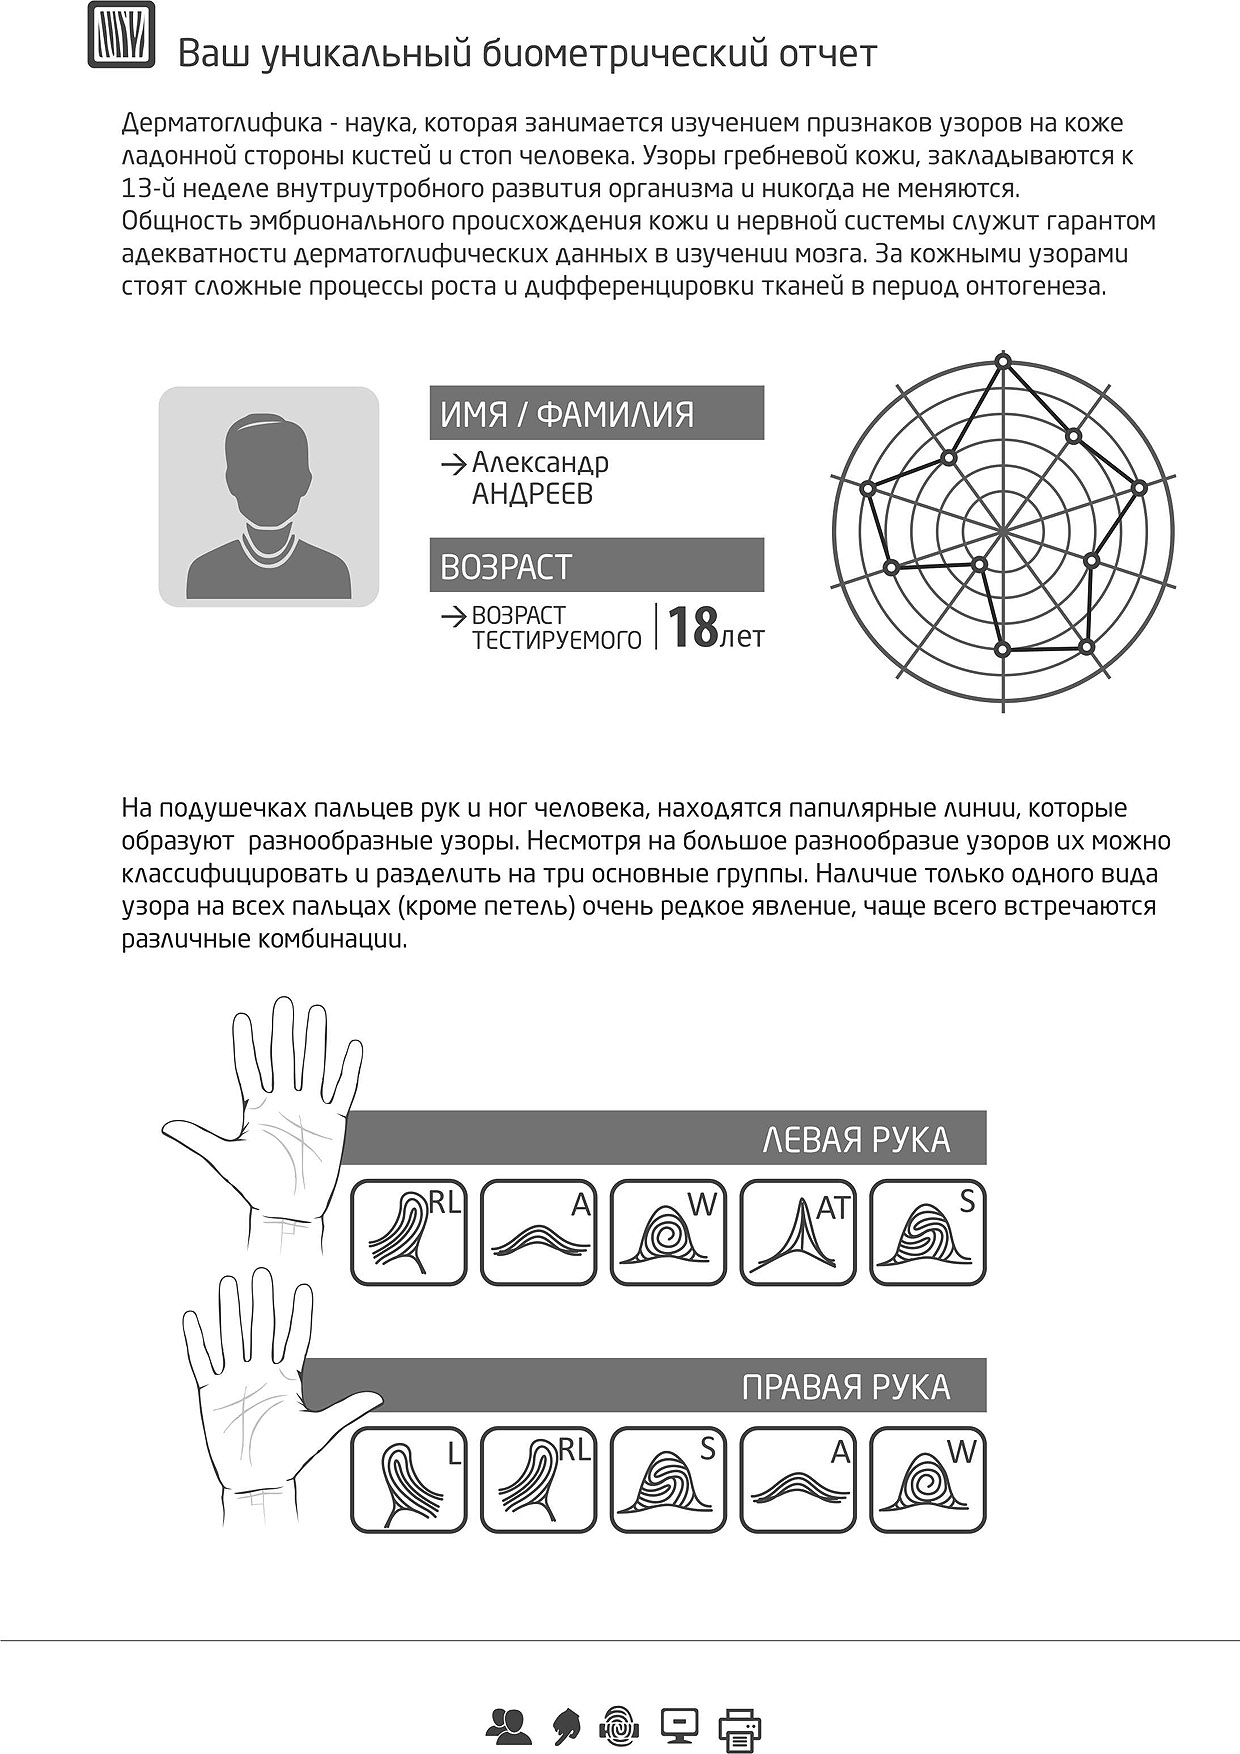 Ваш уникальный биометрический отчет
Дерматоглифика - наука, которая занимается изучением признаков узоров на коже
ладонной стороны кистей и стоп человека. Узоры гребневой кожи, закладываются к
13-й неделе внутриутробного развития организма и никогда не меняются.
Общность эмбрионального происхождения кожи и нервной системы служит гарантом
адекватности дерматоглифических данных в изучении мозга. За кожными узорами
стоят сложные процессы роста и дифференцировки тканей в период онтогенеза.
ИМЯ / ФАМИЛИЯ
→ Александр
АНДРЕЕВ
ВОЗРАСТ
→ ВОЗРАСТ
ТЕСТИРУЕМОГО | 18 лет
На подушечках пальцев рук и ног человека, находятся папилярные линии, которые
образуют разнообразные узоры. Несмотря на большое разнообразие узоров их можно
классифицировать и разделить на три основные группы. Наличие только одного вида
узора на всех пальцах (кроме петель) очень редкое явление, чаще всего встречаются
различные комбинации.
ЛЕВАЯ РУКА
RL A W AT S
ПРАВАЯ РУКА
L RL S A W